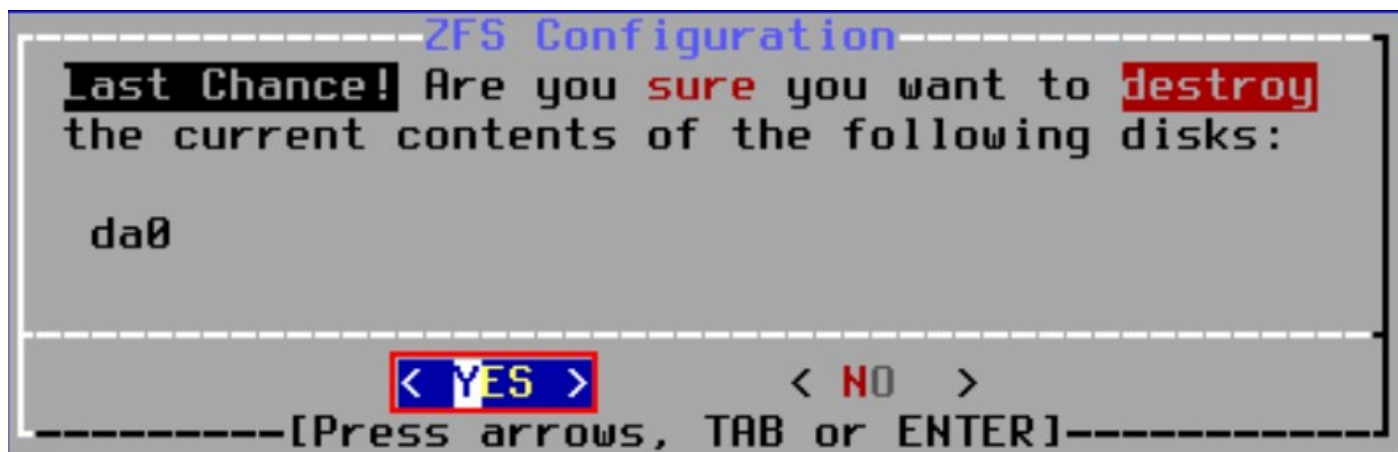 ZFS Configuration
Last Chance! Are you sure you want to destroy
the current contents of the following disks:
da0
< YES > < NO >
[Press arrows, TAB or ENTER]